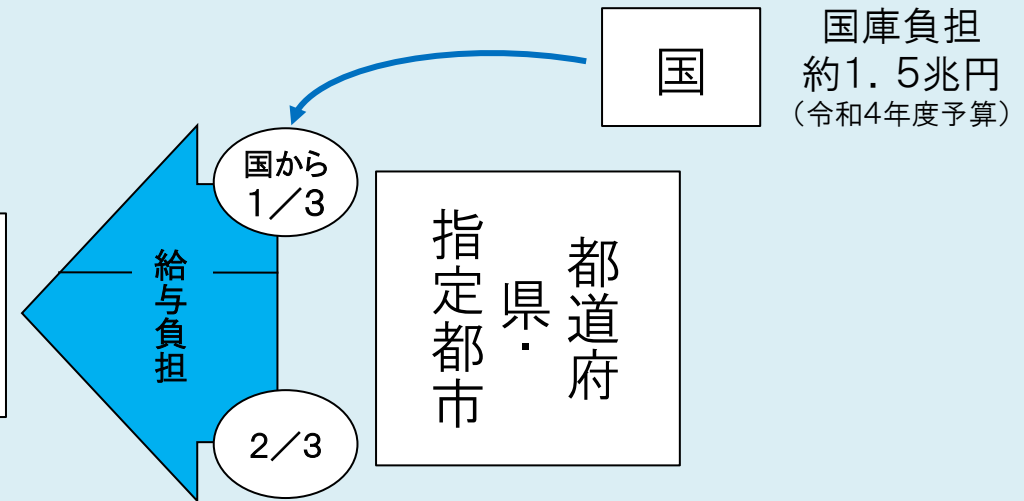 国
国庫負担
約1．5兆円
（令和4年度予算）
国から
1／3
都道府
県・
指定都市
給与負担
2／3